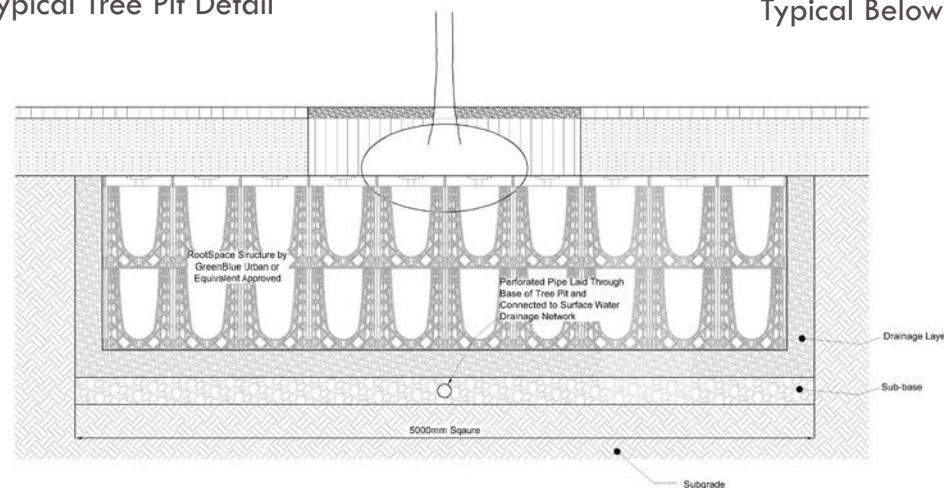 ypical Tree Pit Detail
Typical Below
RootSpace Structure by
GreenBlue Urban or
Equivalent Approved
Perforated Pipe Laid Through
Base of Tree Pit and
Connected to Surface Water
Drainage Network
Drainage Laye
Sub-base
5000mm Sqaure
Subgrade